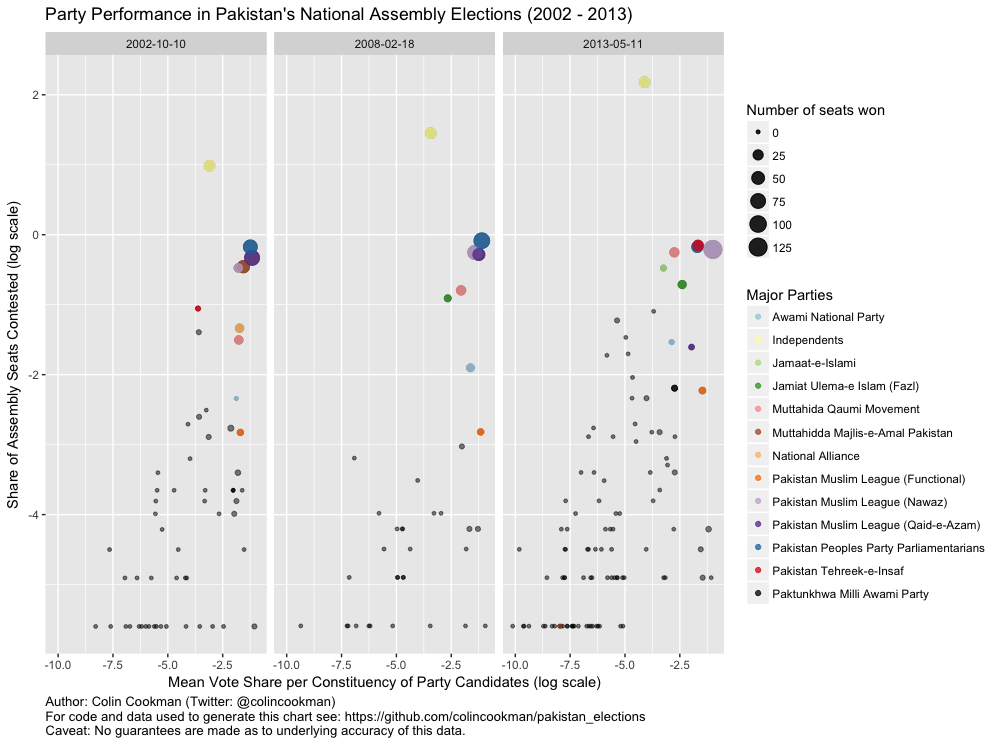 Party Performance in Pakistan's National Assembly Elections (2002 - 2013)
2002-10-10
2008-02-18
2013-05-11
Share of Assembly Seats Contested (log scale)
2
0
-2
-4
-10.0 -7.5 -5.0 -2.5
-10.0 -7.5 -5.0 -2.5
-10.0 -7.5 -5.0 -2.5
Mean Vote Share per Constituency of Party Candidates (log scale)
Number of seats won
0
25
50
75
100
125
Major Parties
Awami National Party
Independents
Jamaat-e-Islami
Jamiat Ulema-e Islam (Fazl)
Muttahida Qaumi Movement
Muttahidda Majlis-e-Amal Pakistan
National Alliance
Pakistan Muslim League (Functional)
Pakistan Muslim League (Nawaz)
Pakistan Muslim League (Qaid-e-Azam)
Pakistan Peoples Party Parliamentarians
Pakistan Tehreek-e-Insaf
Paktunkhwa Milli Awami Party
Author: Colin Cookman (Twitter: @colincookman)
For code and data used to generate this chart see: https://github.com/colincookman/pakistan_elections
Caveat: No guarantees are made as to underlying accuracy of this data.